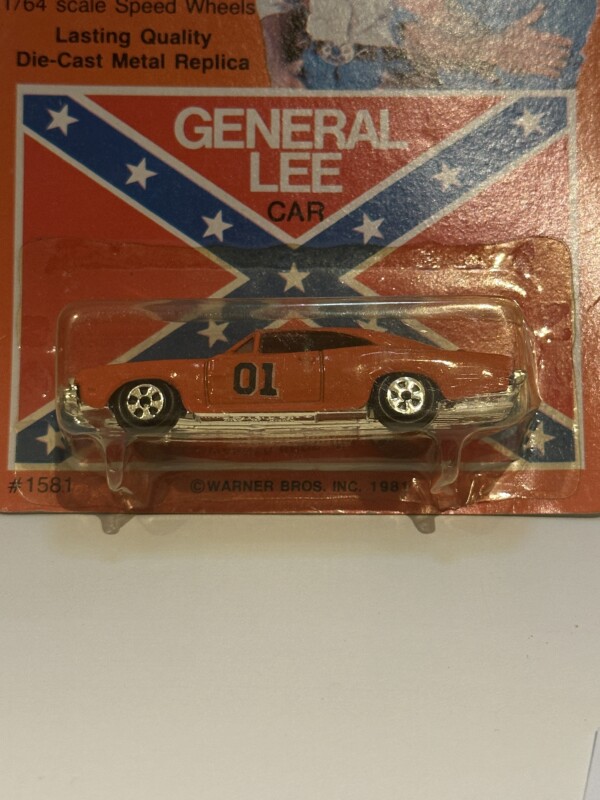 1/64 scale Speed Wheels
Lasting Quality
Die-Cast Metal Replica
GENERAL
LEE
CAR
01
#1581
©WARNER BROS. INC. 1981